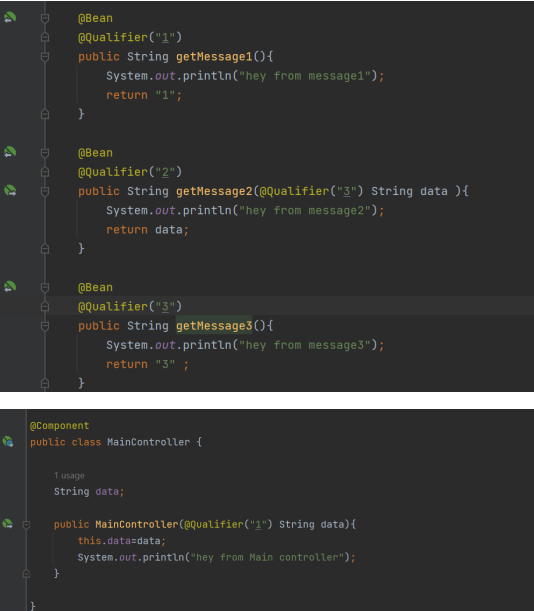 @Bean
@Qualifier("1")
public String getMessage1(){
System.out.println("hey from message1");
return "1";
}
@Bean
@Qualifier("2")
public String getMessage2(@Qualifier("3") String data ){
System.out.println("hey from message2");
return data;
}
@Bean
@Qualifier("3")
public String getMessage3(){
System.out.println("hey from message3");
return "3" ;
}
@Component
public class MainController {
1 usage
String data;
public MainController(@Qualifier("1") String data){
this.data=data;
System.out.println("hey from Main controller");
}
}